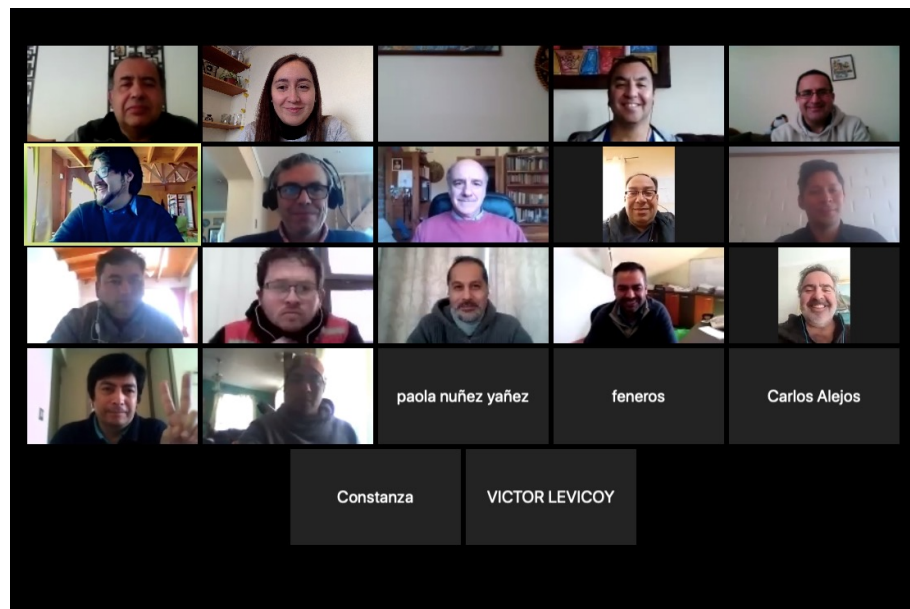 paola nuñez yañez
feneros
Carlos Alejos
Constanza
VICTOR LEVICOY